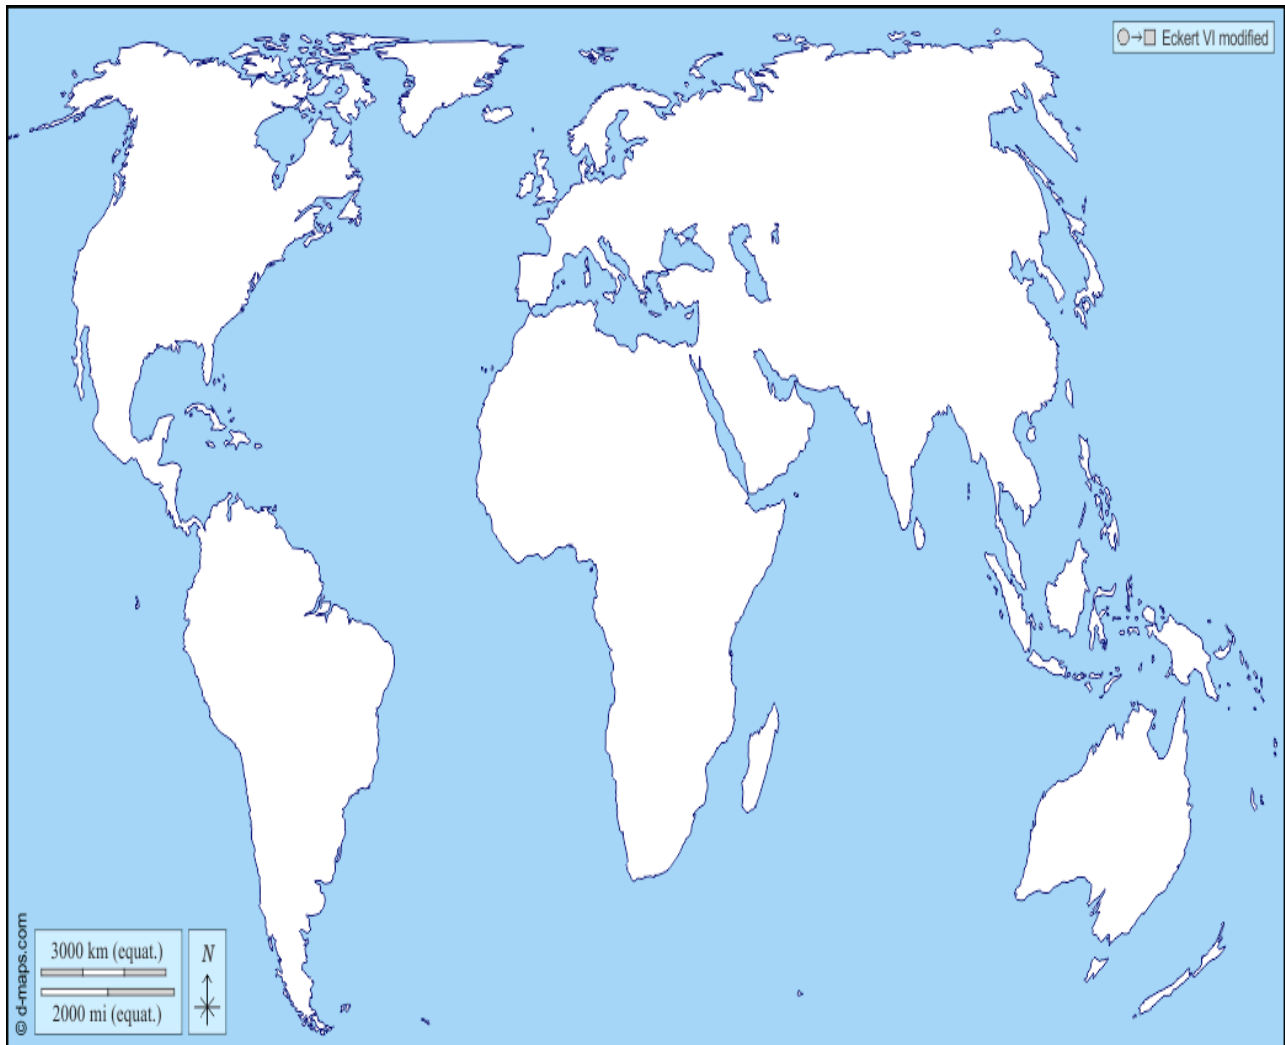 Eckert VI modified
© d-maps.com
3000 km (equat.)
2000 mi (equat.)
N